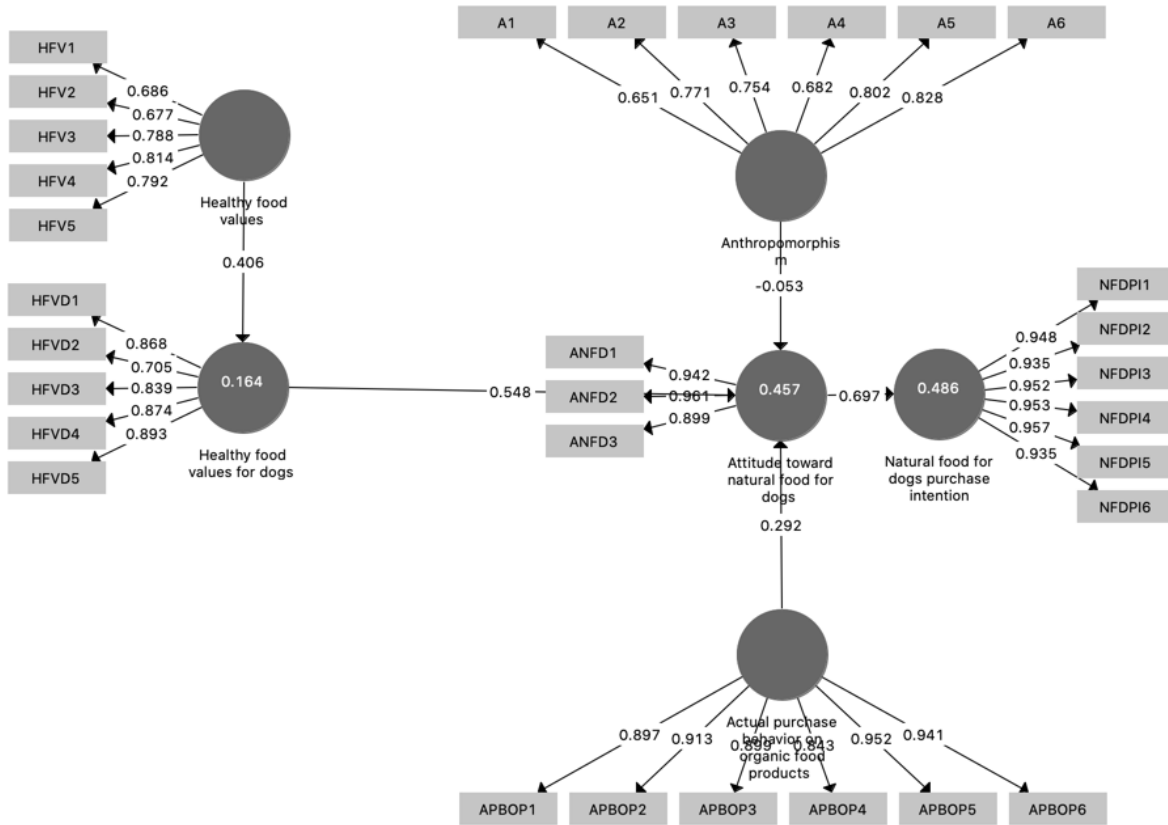 A1
A2
A3
A4
A5
A6
0.651
0.771
0.754
0.682
0.802
0.828
Anthropomorphis
m
-0.053
HFV1
HFV2
HFV3
HFV4
HFV5
0.686
0.677
0.788
0.814
0.792
Healthy food
values
0.406
HFVD1
HFVD2
HFVD3
HFVD4
HFVD5
0.868
0.705
0.839
0.874
0.893
0.164
Healthy food
values for dogs
0.548
ANFD1
ANFD2
ANFD3
0.942
0.961
0.899
0.457
Attitude toward
natural food for
dogs
0.697
0.486
Natural food for
dogs purchase
intention
0.948
0.935
0.952
0.953
0.957
0.935
NFDPI1
NFDPI2
NFDPI3
NFDPI4
NFDPI5
NFDPI6
0.292
Actual purchase
behavior on
organic food
products
0.897
0.913
0.899
0.843
0.952
0.941
APBOP1
APBOP2
APBOP3
APBOP4
APBOP5
APBOP6